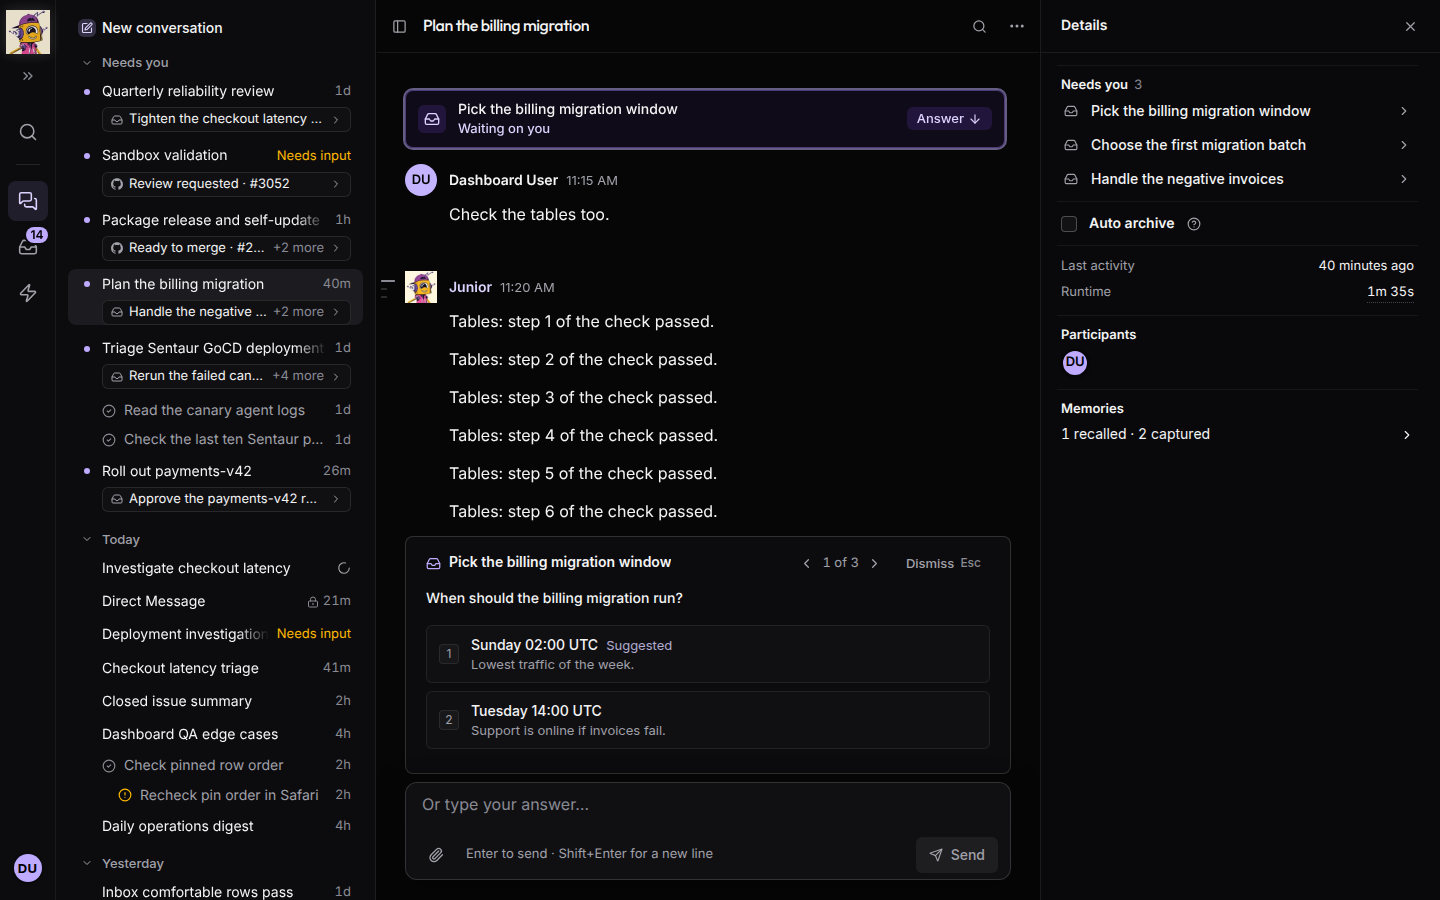 New conversation
Needs you
Quarterly reliability review 1d
Tighten the checkout latency ...
Sandbox validation Needs input
Review requested · #3052
Package release and self-update 1h
Ready to merge · #2... +2 more
Plan the billing migration 40m
Handle the negative ... +2 more
Triage Sentaur GoCD deployment 1d
Rerun the failed can... +4 more
Read the canary agent logs 1d
Check the last ten Sentaur p... 1d
Roll out payments-v42 26m
Approve the payments-v42 r...
Today
Investigate checkout latency
Direct Message 21m
Deployment investigation Needs input
Checkout latency triage 41m
Closed issue summary 2h
Dashboard QA edge cases 4h
Check pinned row order 2h
Recheck pin order in Safari 2h
Daily operations digest 4h
Yesterday
Inbox comfortable rows pass 1d
14
DU
Plan the billing migration
Pick the billing migration window
Waiting on you
Answer
DU
Dashboard User 11:15 AM
Check the tables too.
Junior 11:20 AM
Tables: step 1 of the check passed.
Tables: step 2 of the check passed.
Tables: step 3 of the check passed.
Tables: step 4 of the check passed.
Tables: step 5 of the check passed.
Tables: step 6 of the check passed.
Pick the billing migration window 1 of 3 Dismiss Esc
When should the billing migration run?
1 Sunday 02:00 UTC Suggested
Lowest traffic of the week.
2 Tuesday 14:00 UTC
Support is online if invoices fail.
Or type your answer...
Enter to send · Shift+Enter for a new line
Send
Details
Needs you 3
Pick the billing migration window
Choose the first migration batch
Handle the negative invoices
Auto archive
Last activity 40 minutes ago
Runtime 1m 35s
Participants
DU
Memories
1 recalled · 2 captured